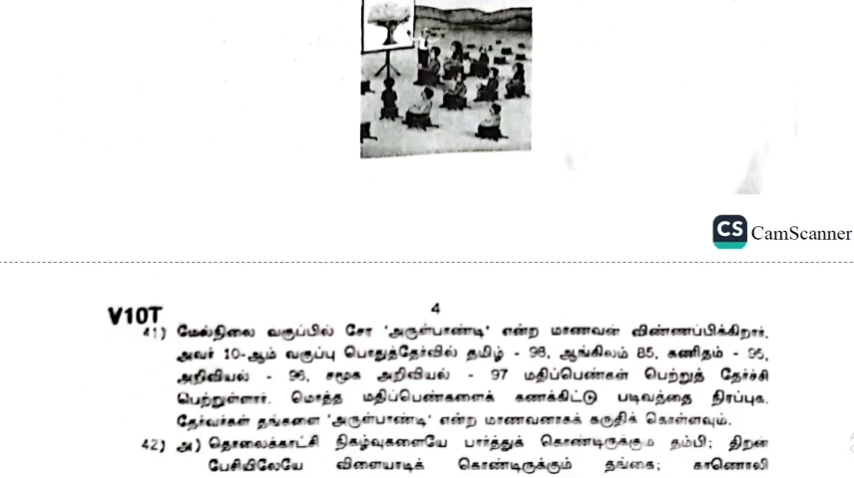 CS CamScanner
V10T
4
41) மேல்நிலை வகுப்பில் சேர 'அருள்பாண்டி' என்ற மாணவன் விண்ணப்பிக்கிறார்.
அவர் 10-ஆம் வகுப்பு பொதுத்தேர்வில் தமிழ் - 98, ஆங்கிலம் 85, கணிதம் - 95,
அறிவியல் - 96, சமூக அறிவியல் - 97 மதிப்பெண்கள் பெற்றுத் தேர்ச்சி
பெற்றுள்ளார். மொத்த மதிப்பெண்களைக் கணக்கிட்டு படிவத்தை நிரப்புக.
தேர்வர்கள் தங்களை 'அருள்பாண்டி' என்ற மாணவனாகக் கருதிக் கொள்ளவும்.
42) அ) தொலைக்காட்சி நிகழ்வுகளையே பார்த்துக் கொண்டிருக்கும் தம்பி; திறன்
பேசியிலேயே விளையாடிக் கொண்டிருக்கும் தங்கை; காணொலி